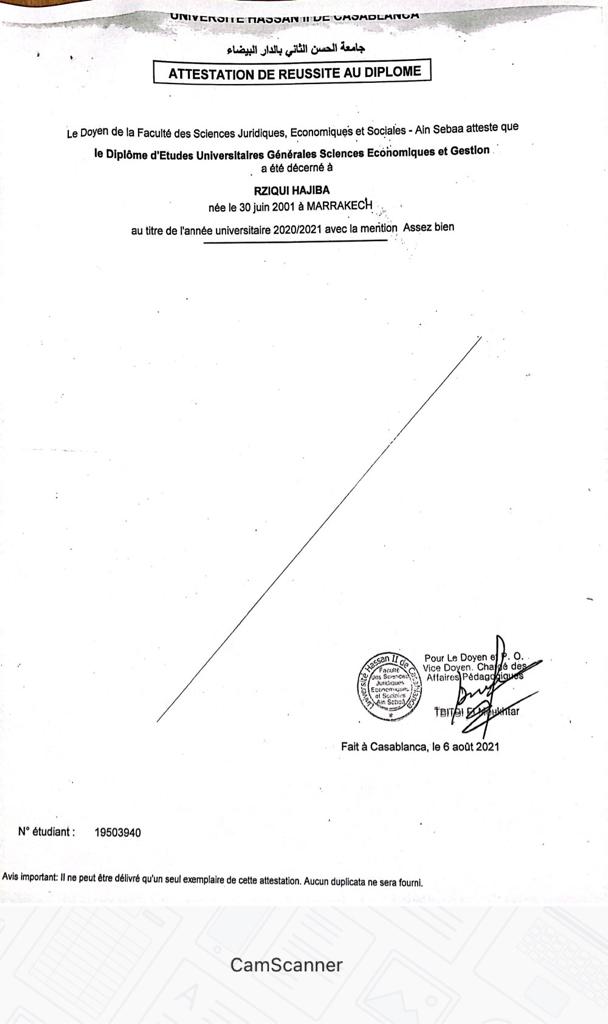 UNIVERSITE HASSAN II DE CASABLANCA
جامعة الحسن الثاني بالدار البيضاء
ATTESTATION DE REUSSITE AU DIPLOME
Le Doyen de la Faculté des Sciences Juridiques, Economiques et Sociales - Ain Sebaa atteste que
le Diplôme d'Etudes Universitaires Générales Sciences Economiques et Gestion
a été décerné à
RZIQUI HAJIBA
née le 30 juin 2001 à MARRAKECH
au titre de l'année universitaire 2020/2021 avec la mention Assez bien
Université Hassan II de
Faculté
des Sciences
Juridiques
Economiques
et Sociales
Ain Sebaâ
Pour Le Doyen et P. O.
Vice Doyen. Chargé des
Affaires Pédagogiques
Fait à Casablanca, le 6 août 2021
N° étudiant : 19503940
Avis important: Il ne peut être délivré qu'un seul exemplaire de cette attestation. Aucun duplicata ne sera fourni.
CamScanner